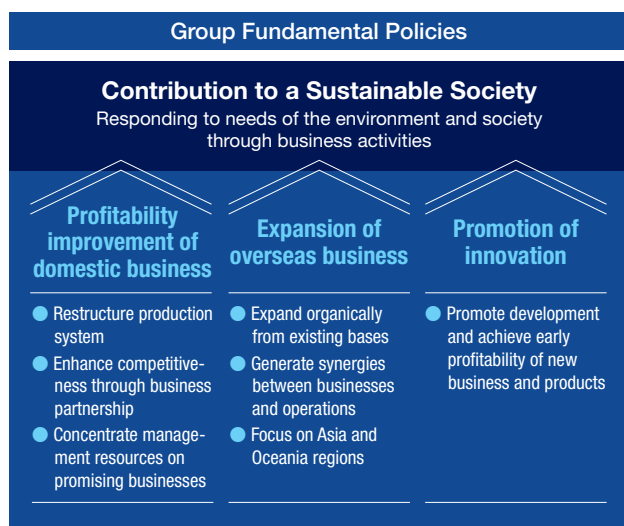 Group Fundamental Policies
Contribution to a Sustainable Society
Responding to needs of the environment and society
through business activities
Profitability
improvement of
domestic business
Restructure production
system
Enhance competitive-
ness through business
partnership
Concentrate manage-
ment resources on
promising businesses
Expansion of
overseas business
Expand organically
from existing bases
Generate synergies
between businesses
and operations
Focus on Asia and
Oceania regions
Promotion of
innovation
Promote development
and achieve early
profitability of new
business and products